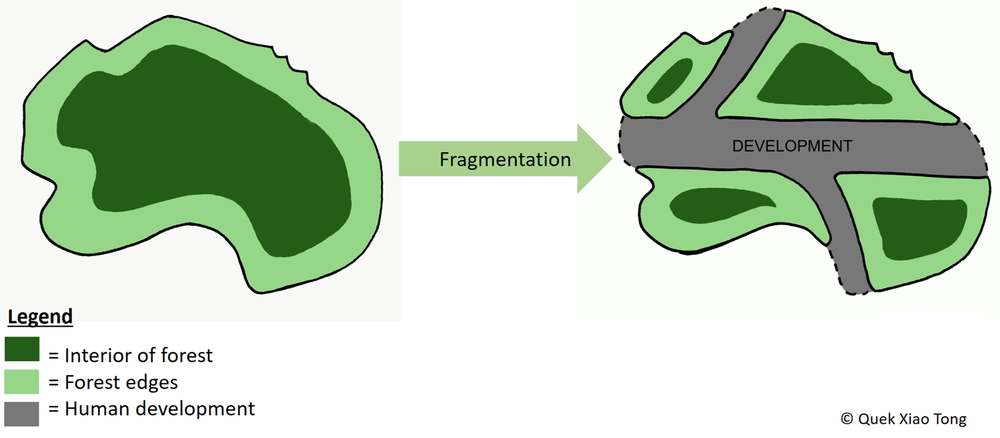 Fragmentation
DEVELOPMENT
Legend
= Interior of forest
= Forest edges
= Human development
© Quek Xiao Tong